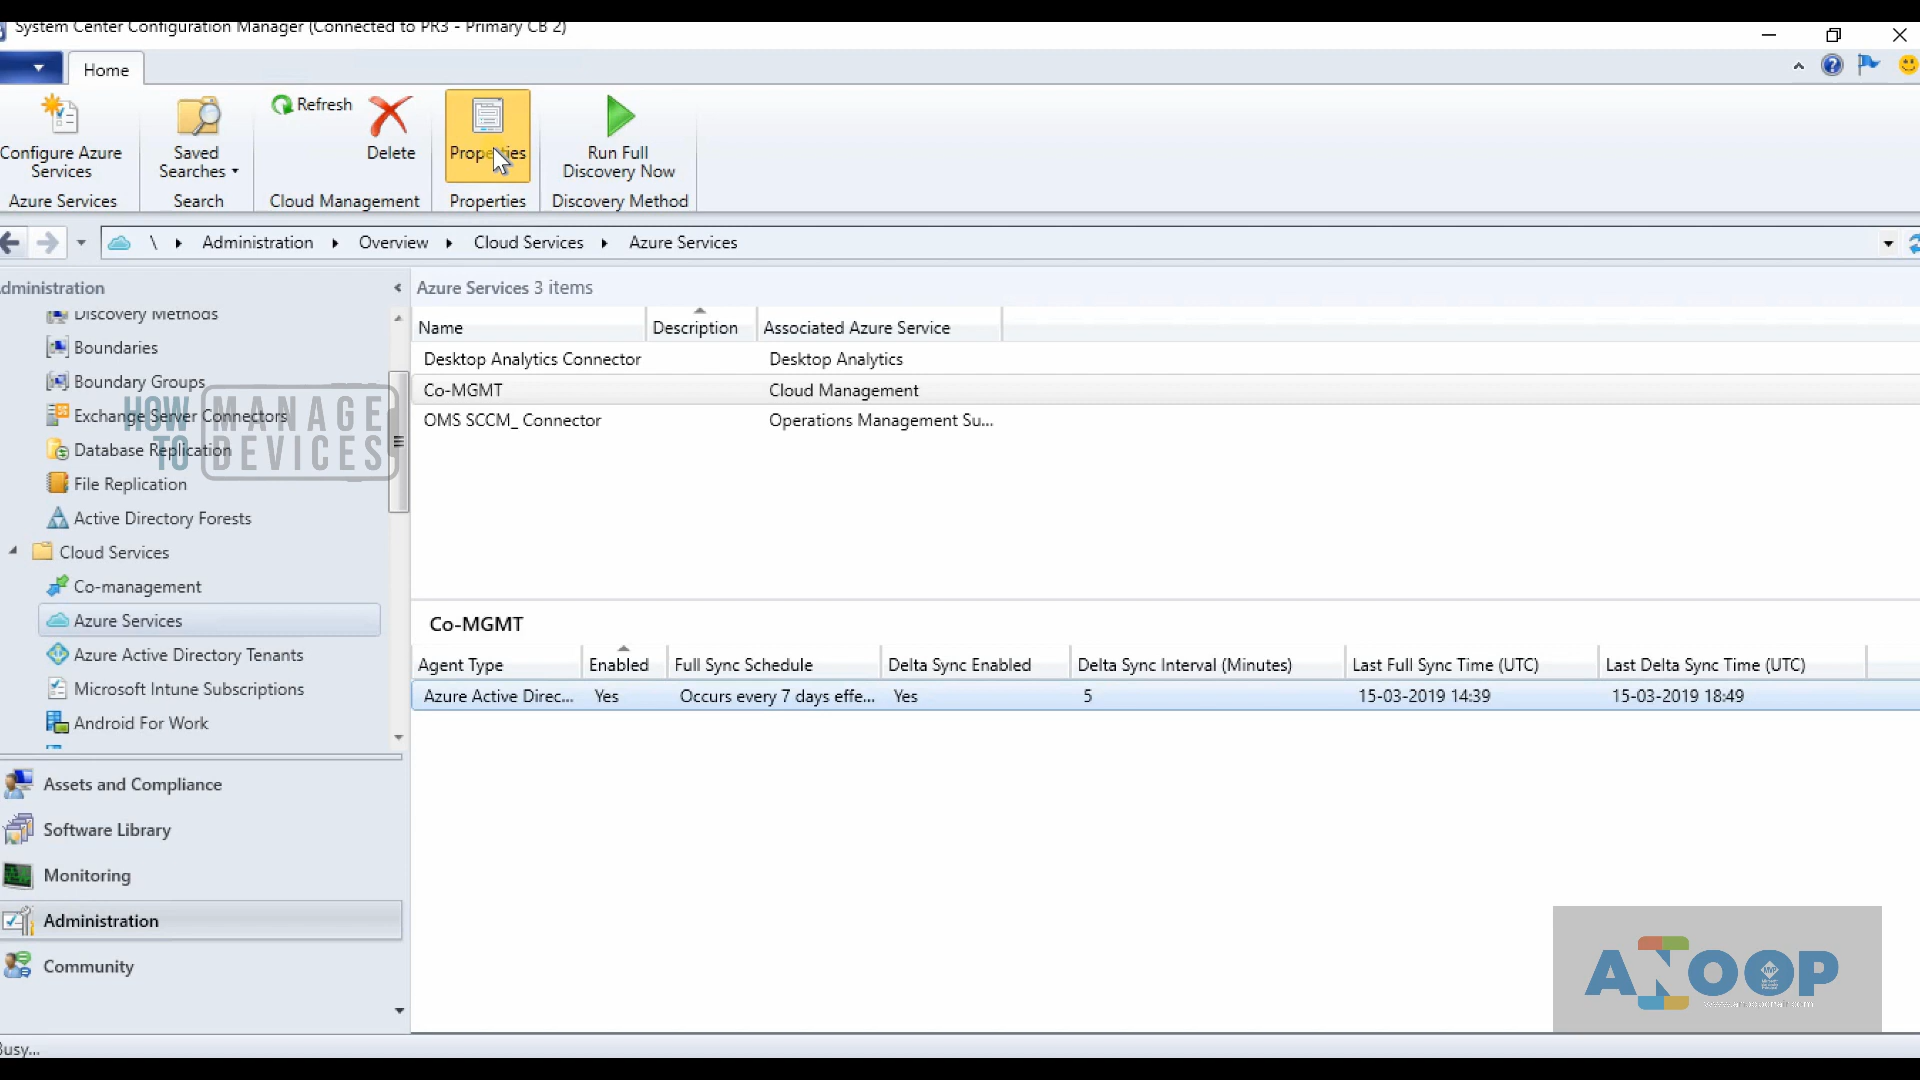 System Center Configuration Manager (Connected to PR3 - Primary CB 2)
Home
Configure Azure
Services
Azure Services
Saved
Searches
Search
Refresh
Delete
Cloud Management
Properties
Properties
Run Full
Discovery Now
Discovery Method
\ Administration Overview Cloud Services Azure Services
dministration
Discovery Methods
Boundaries
Boundary Groups
Exchange Server Connectors
Database Replication
File Replication
Active Directory Forests
Cloud Services
Co-management
Azure Services
Azure Active Directory Tenants
Microsoft Intune Subscriptions
Android For Work
HOW TO
MANAGE
DEVICES
Assets and Compliance
Software Library
Monitoring
Administration
Community
Azure Services 3 items
Name Description Associated Azure Service
Desktop Analytics Connector Desktop Analytics
Co-MGMT Cloud Management
OMS SCCM_ Connector Operations Management Su...
Co-MGMT
Agent Type Enabled Full Sync Schedule Delta Sync Enabled Delta Sync Interval (Minutes) Last Full Sync Time (UTC) Last Delta Sync Time (UTC)
Azure Active Direc... Yes Occurs every 7 days effe... Yes 5 15-03-2019 14:39 15-03-2019 18:49
ANOOP
Busy...